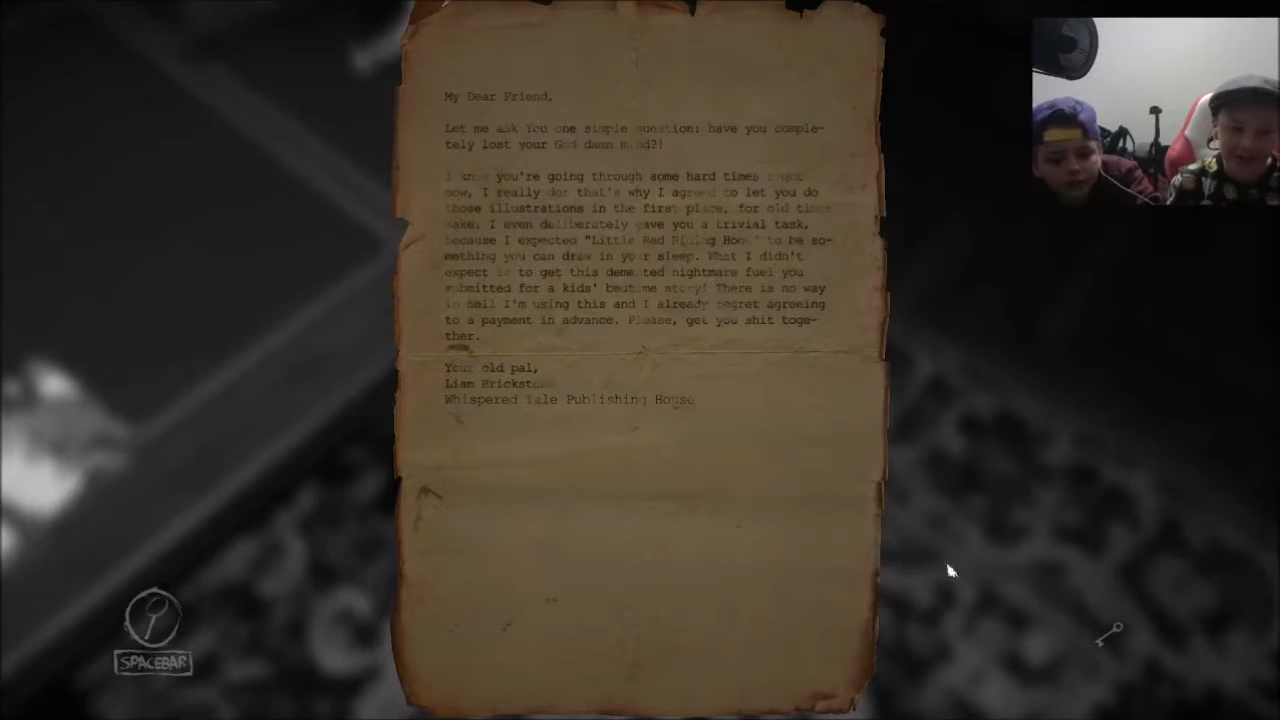 My Dear Friend,
Let me ask You one simple question: have you comple-
tely lost your God damn mind?!
I know you're going through some hard times right
now, I really do: that's why I agreed to let you do
those illustrations in the first place, for old times
sake. I even deliberately gave you a trivial task,
because I expected "Little Red Riding Hood" to be so-
mething you can draw in your sleep. What I didn't
expect is to get this demented nightmare fuel you
submitted for a kids' bedtime story! There is no way
in hell I'm using this and I already regret agreeing
to a payment in advance. Please, get you shit toge-
ther.
Your old pal,
Liam Brickstone
Whispered Tale Publishing House
SPACEBAR